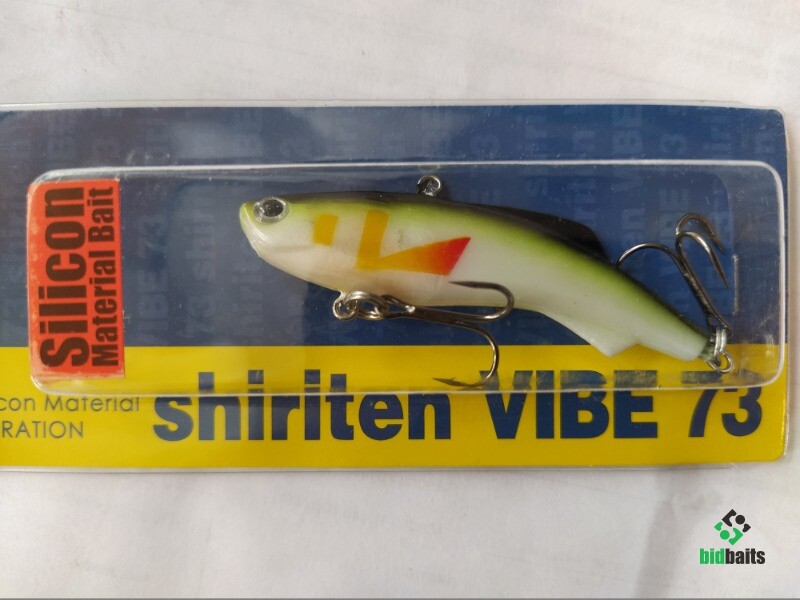 Silicon
Material Bait
con Material
RATION
shiriten VIBE 73
bidbaits